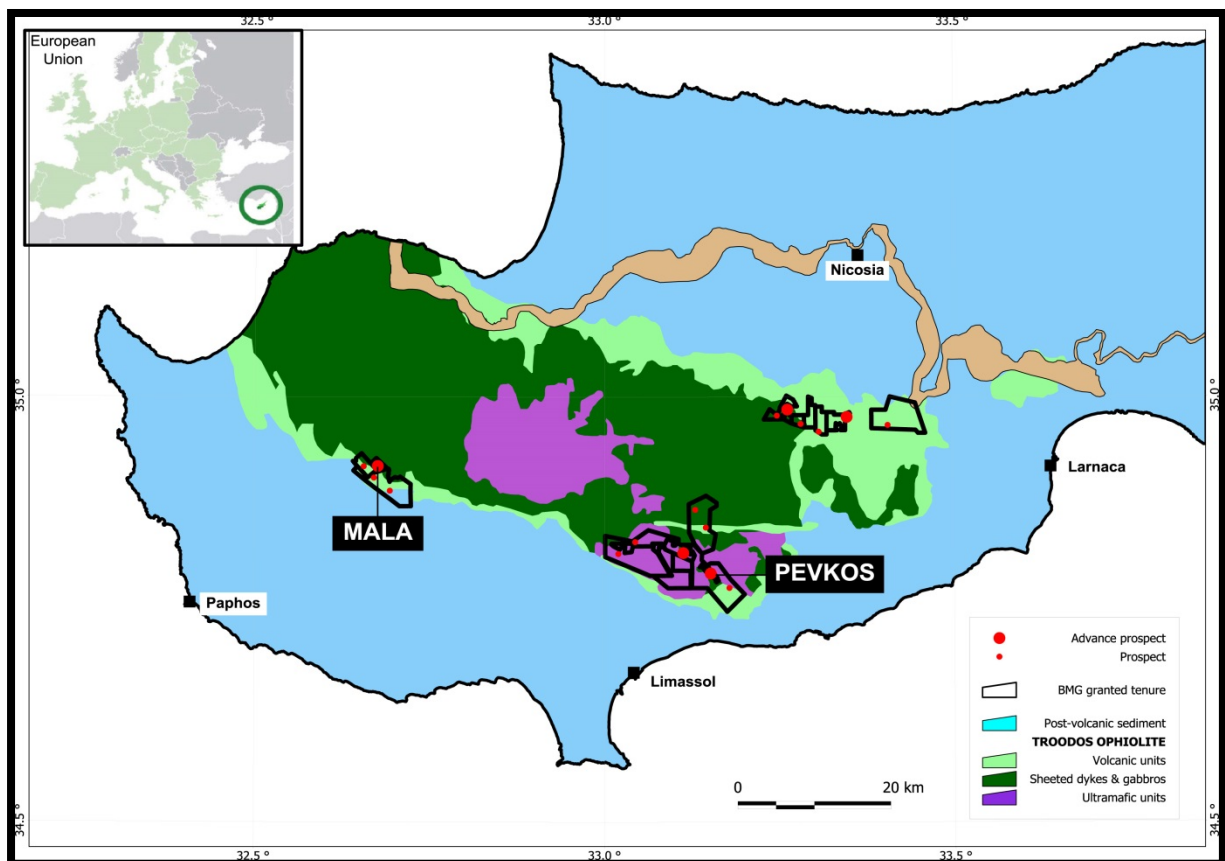 32.5 °
33.0 °
33.5 °
European
Union
Nicosia
35.0 °
35.0 °
Larnaca
MALA
PEVKOS
Paphos
Limassol
Advance prospect
Prospect
BMG granted tenure
Post-volcanic sediment
TROODOS OPHIOLITE
Volcanic units
Sheeted dykes & gabbros
Ultramafic units
0 20 km
34.5 °
34.5 °
32.5 °
33.0 °
33.5 °